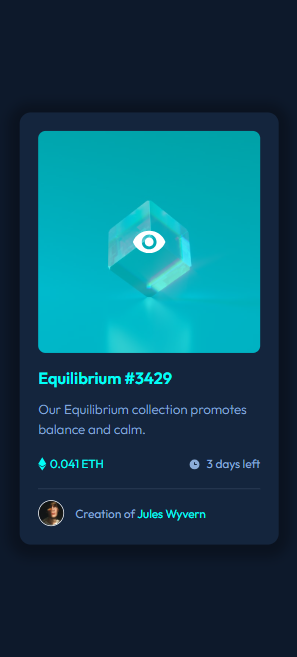 Equilibrium #3429
Our Equilibrium collection promotes
balance and calm.
0.041 ETH
3 days left
Creation of Jules Wyvern